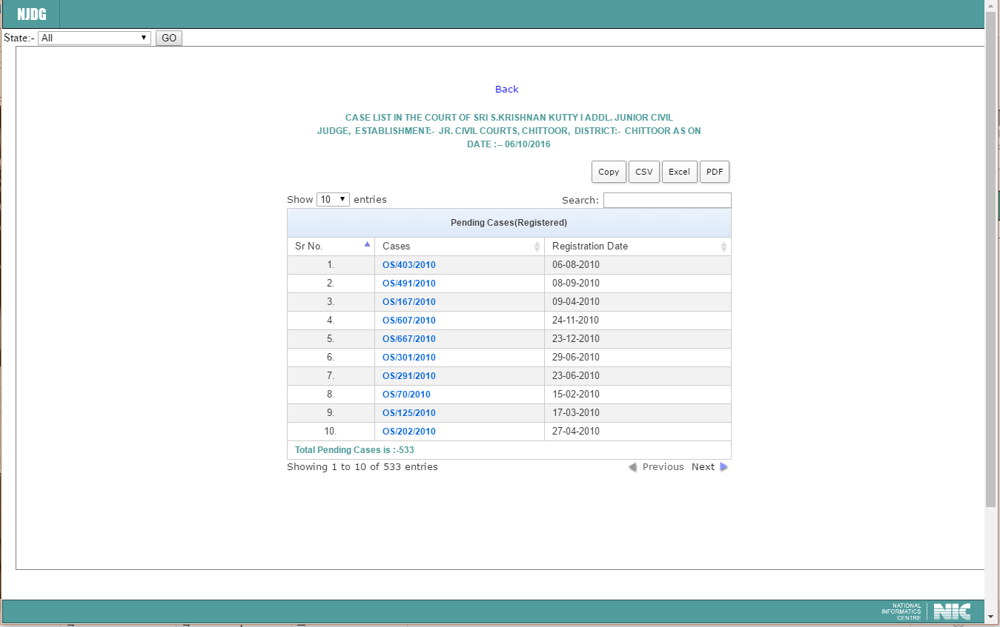 NJDG
State:- All GO
Back
CASE LIST IN THE COURT OF SRI S.KRISHNAN KUTTY I ADDL. JUNIOR CIVIL
JUDGE, ESTABLISHMENT:- JR. CIVIL COURTS, CHITTOOR, DISTRICT:- CHITTOOR AS ON
DATE :-- 06/10/2016
Copy CSV Excel PDF
Show 10 entries Search:
Pending Cases(Registered)
Sr No. Cases Registration Date
1. OS/403/2010 06-08-2010
2. OS/491/2010 08-09-2010
3. OS/167/2010 09-04-2010
4. OS/607/2010 24-11-2010
5. OS/667/2010 23-12-2010
6. OS/301/2010 29-06-2010
7. OS/291/2010 23-06-2010
8. OS/70/2010 15-02-2010
9. OS/125/2010 17-03-2010
10. OS/202/2010 27-04-2010
Total Pending Cases is :-533
Showing 1 to 10 of 533 entries Previous Next
NATIONAL
INFORMATICS
CENTRE
NIC